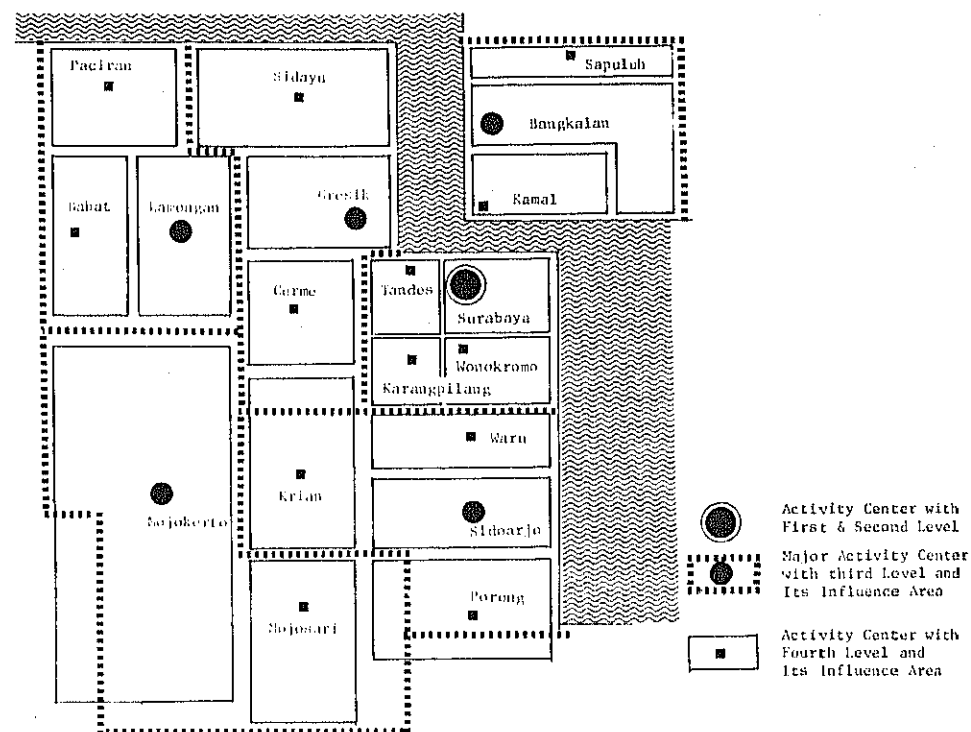 Paciran
Sidayu
Sapuluh
Bangkalan
Babat
Lamongan
Gresik
Kamal
Cerme
Tandes
Surabaya
Wonokromo
Karangpilang
Waru
Krian
Mojokerto
Sidoarjo
Porong
Mojosari
Activity Center with
First & Second Level
Major Activity Center
with third Level and
Its Influence Area
Activity Center with
Fourth Level and
Its Influence Area